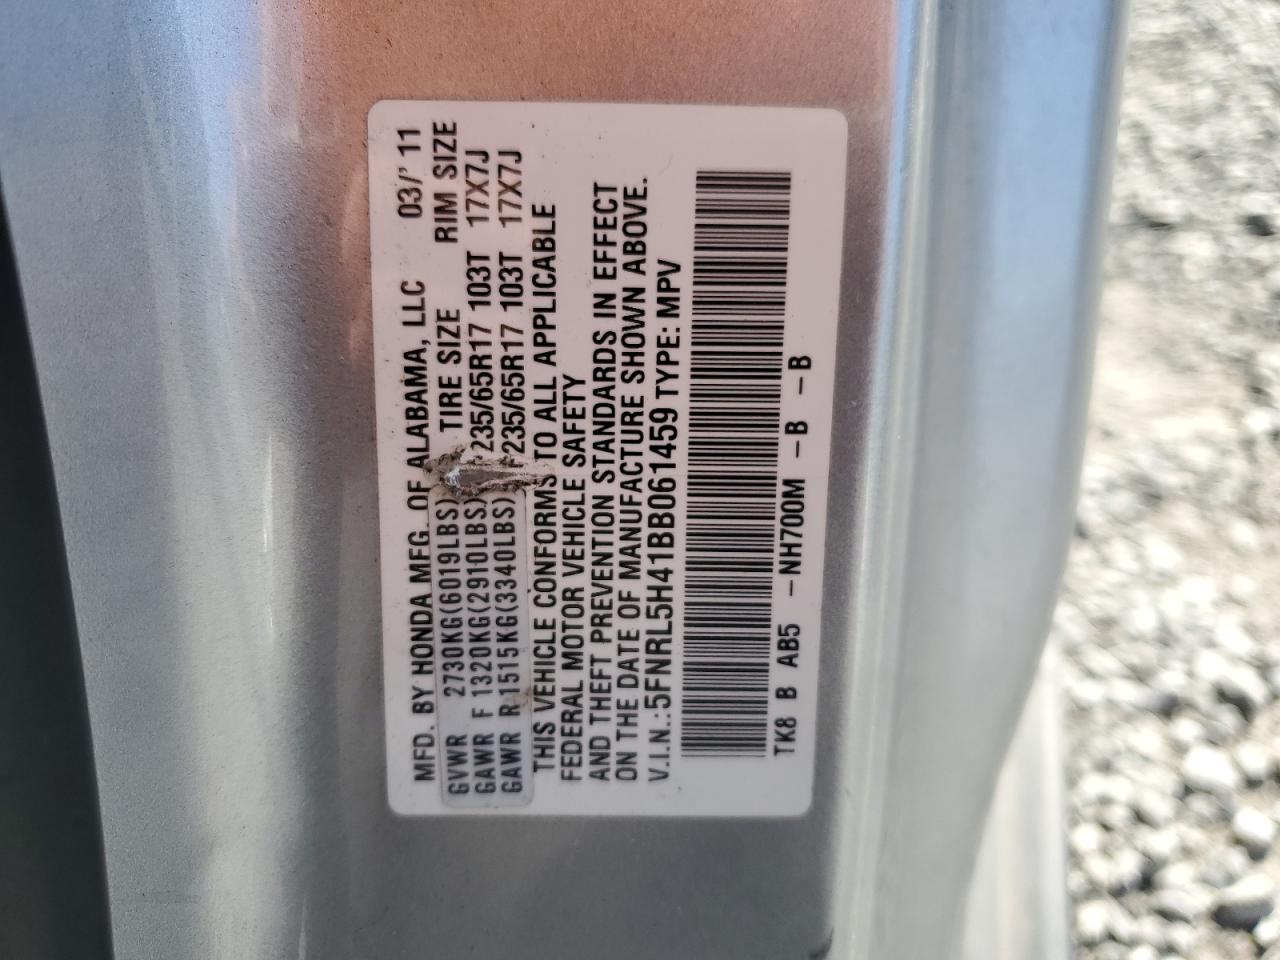 MFD. BY HONDA MFG. OF ALABAMA, LLC 03/'11
TIRE SIZE RIM SIZE
GVWR 2730KG(6019LBS)
GAWR F 1320KG(2910LBS) 235/65R17 103T 17X7J
GAWR R 1515KG(3340LBS) 235/65R17 103T 17X7J
THIS VEHICLE CONFORMS TO ALL APPLICABLE
FEDERAL MOTOR VEHICLE SAFETY
AND THEFT PREVENTION STANDARDS IN EFFECT
ON THE DATE OF MANUFACTURE SHOWN ABOVE.
V.I.N.:5FNRL5H41BB061459 TYPE: MPV
TK8 B AB5 -NH700M -B -B